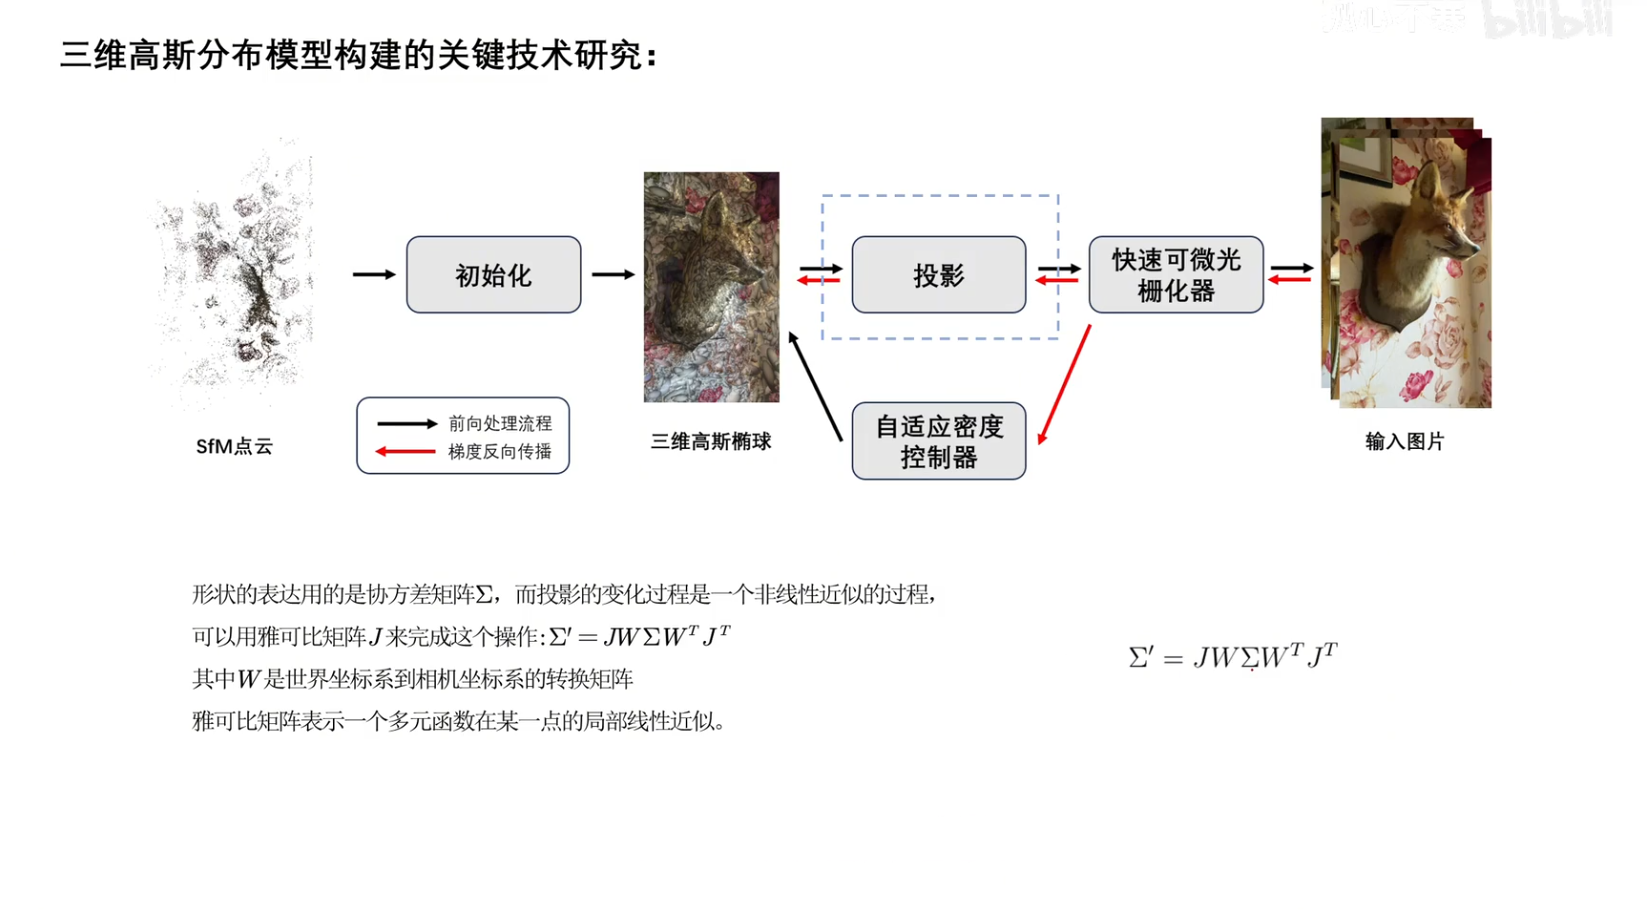 三维高斯分布模型构建的关键技术研究：
bilibili
初始化
投影
快速可微光
栅化器
前向处理流程
梯度反向传播
自适应密度
控制器
SfM点云
三维高斯椭球
输入图片
形状的表达用的是协方差矩阵Σ，而投影的变化过程是一个非线性近似的过程，
可以用雅可比矩阵J来完成这个操作：Σ′ = JWΣWᵀJᵀ
其中W是世界坐标系到相机坐标系的转换矩阵
雅可比矩阵表示一个多元函数在某一点的局部线性近似。
Σ′ = JWΣWᵀJᵀ